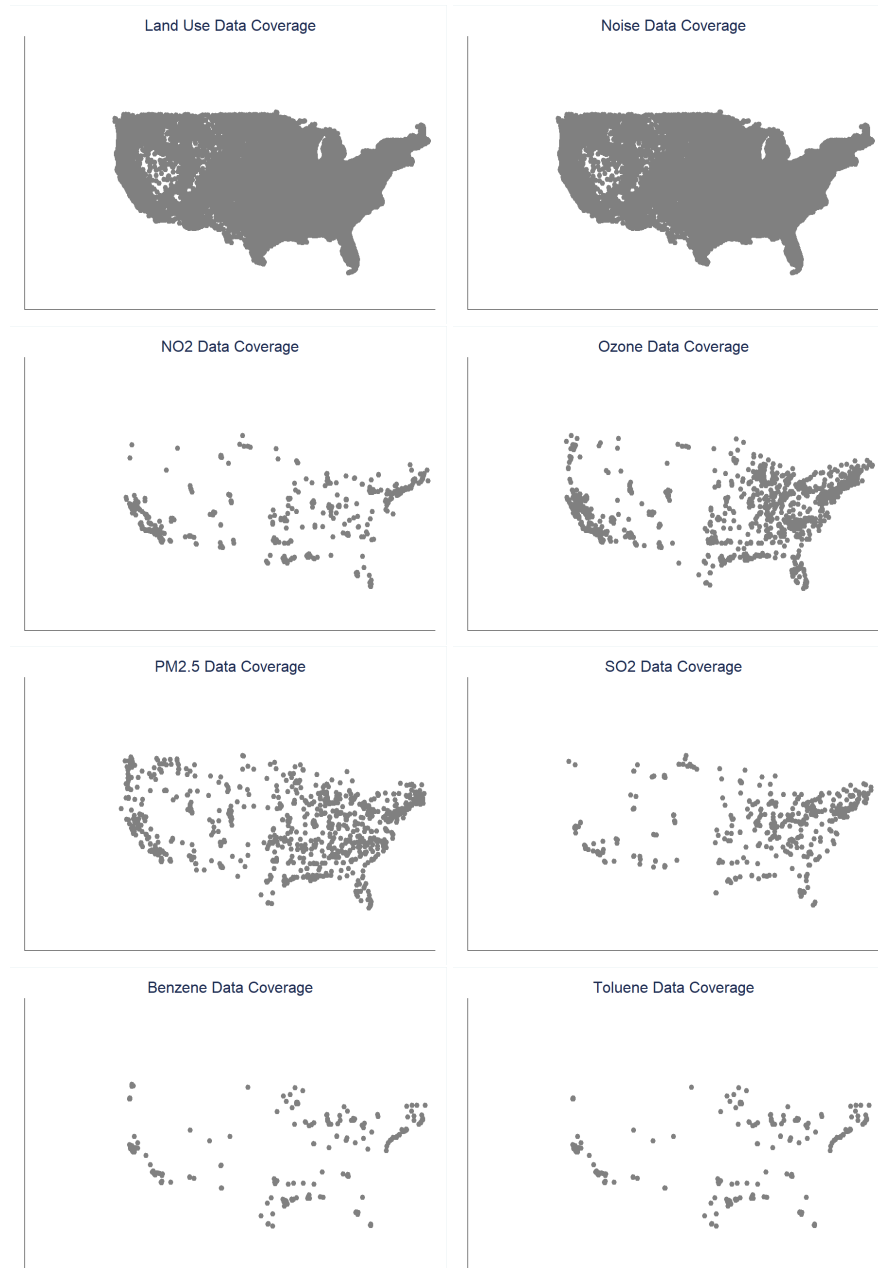 Land Use Data Coverage
Noise Data Coverage
NO2 Data Coverage
Ozone Data Coverage
PM2.5 Data Coverage
SO2 Data Coverage
Benzene Data Coverage
Toluene Data Coverage